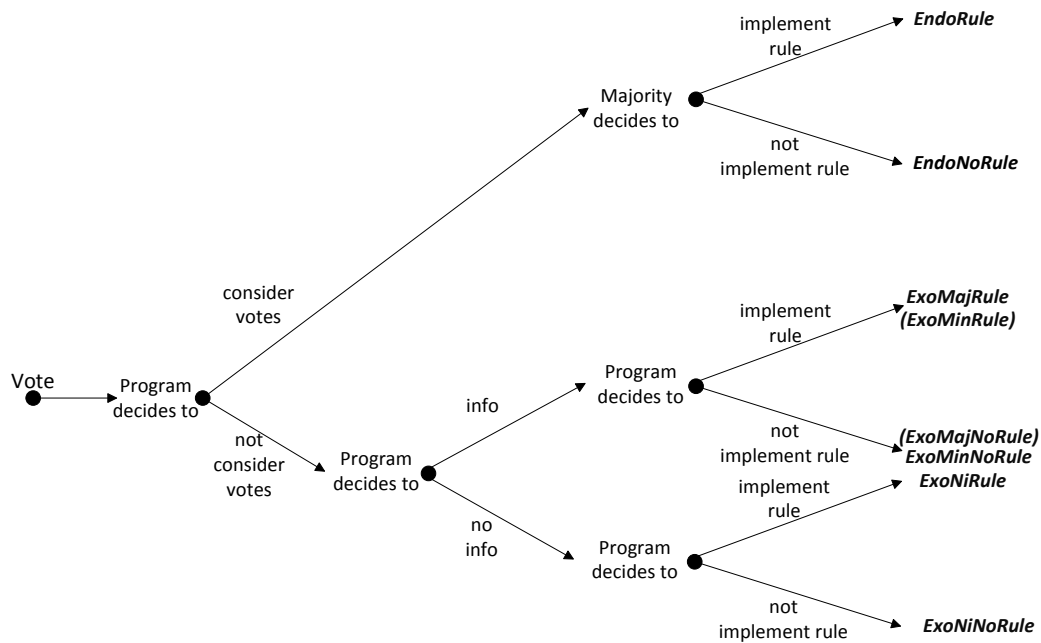 Vote
Program
decides to
consider
votes
not
consider
votes
Majority
decides to
implement
rule
EndoRule
not
implement rule
EndoNoRule
Program
decides to
info
no
info
Program
decides to
implement
rule
ExoMajRule
(ExoMinRule)
not
implement rule
(ExoMajNoRule)
ExoMinNoRule
Program
decides to
implement
rule
ExoNiRule
not
implement rule
ExoNiNoRule